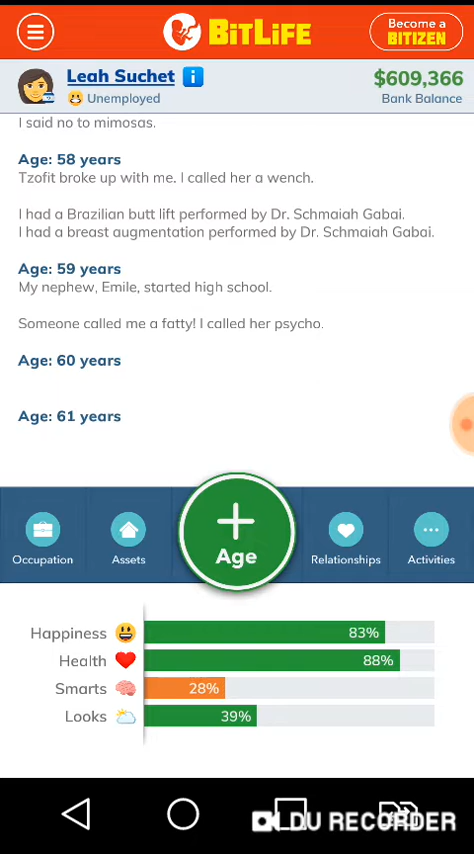 BitLife
Become a
BITIZEN
Leah Suchet
$609,366
Unemployed
Bank Balance
I said no to mimosas.
Age: 58 years
Tzofit broke up with me. I called her a wench.
I had a Brazilian butt lift performed by Dr. Schmaiah Gabai.
I had a breast augmentation performed by Dr. Schmaiah Gabai.
Age: 59 years
My nephew, Emile, started high school.
Someone called me a fatty! I called her psycho.
Age: 60 years
Age: 61 years
Occupation
Assets
Age
Relationships
Activities
Happiness
83%
Health
88%
Smarts
28%
Looks
39%
DU RECORDER